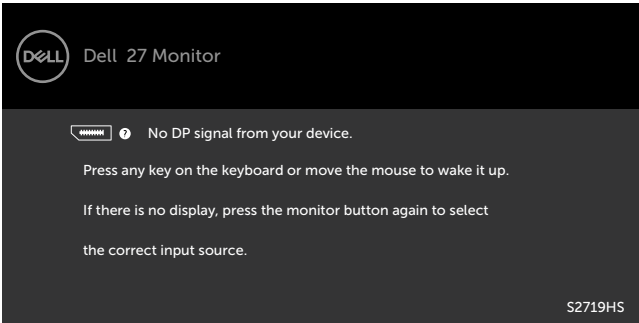 DELL
Dell 27 Monitor
? No DP signal from your device.
Press any key on the keyboard or move the mouse to wake it up.
If there is no display, press the monitor button again to select
the correct input source.
S2719HS